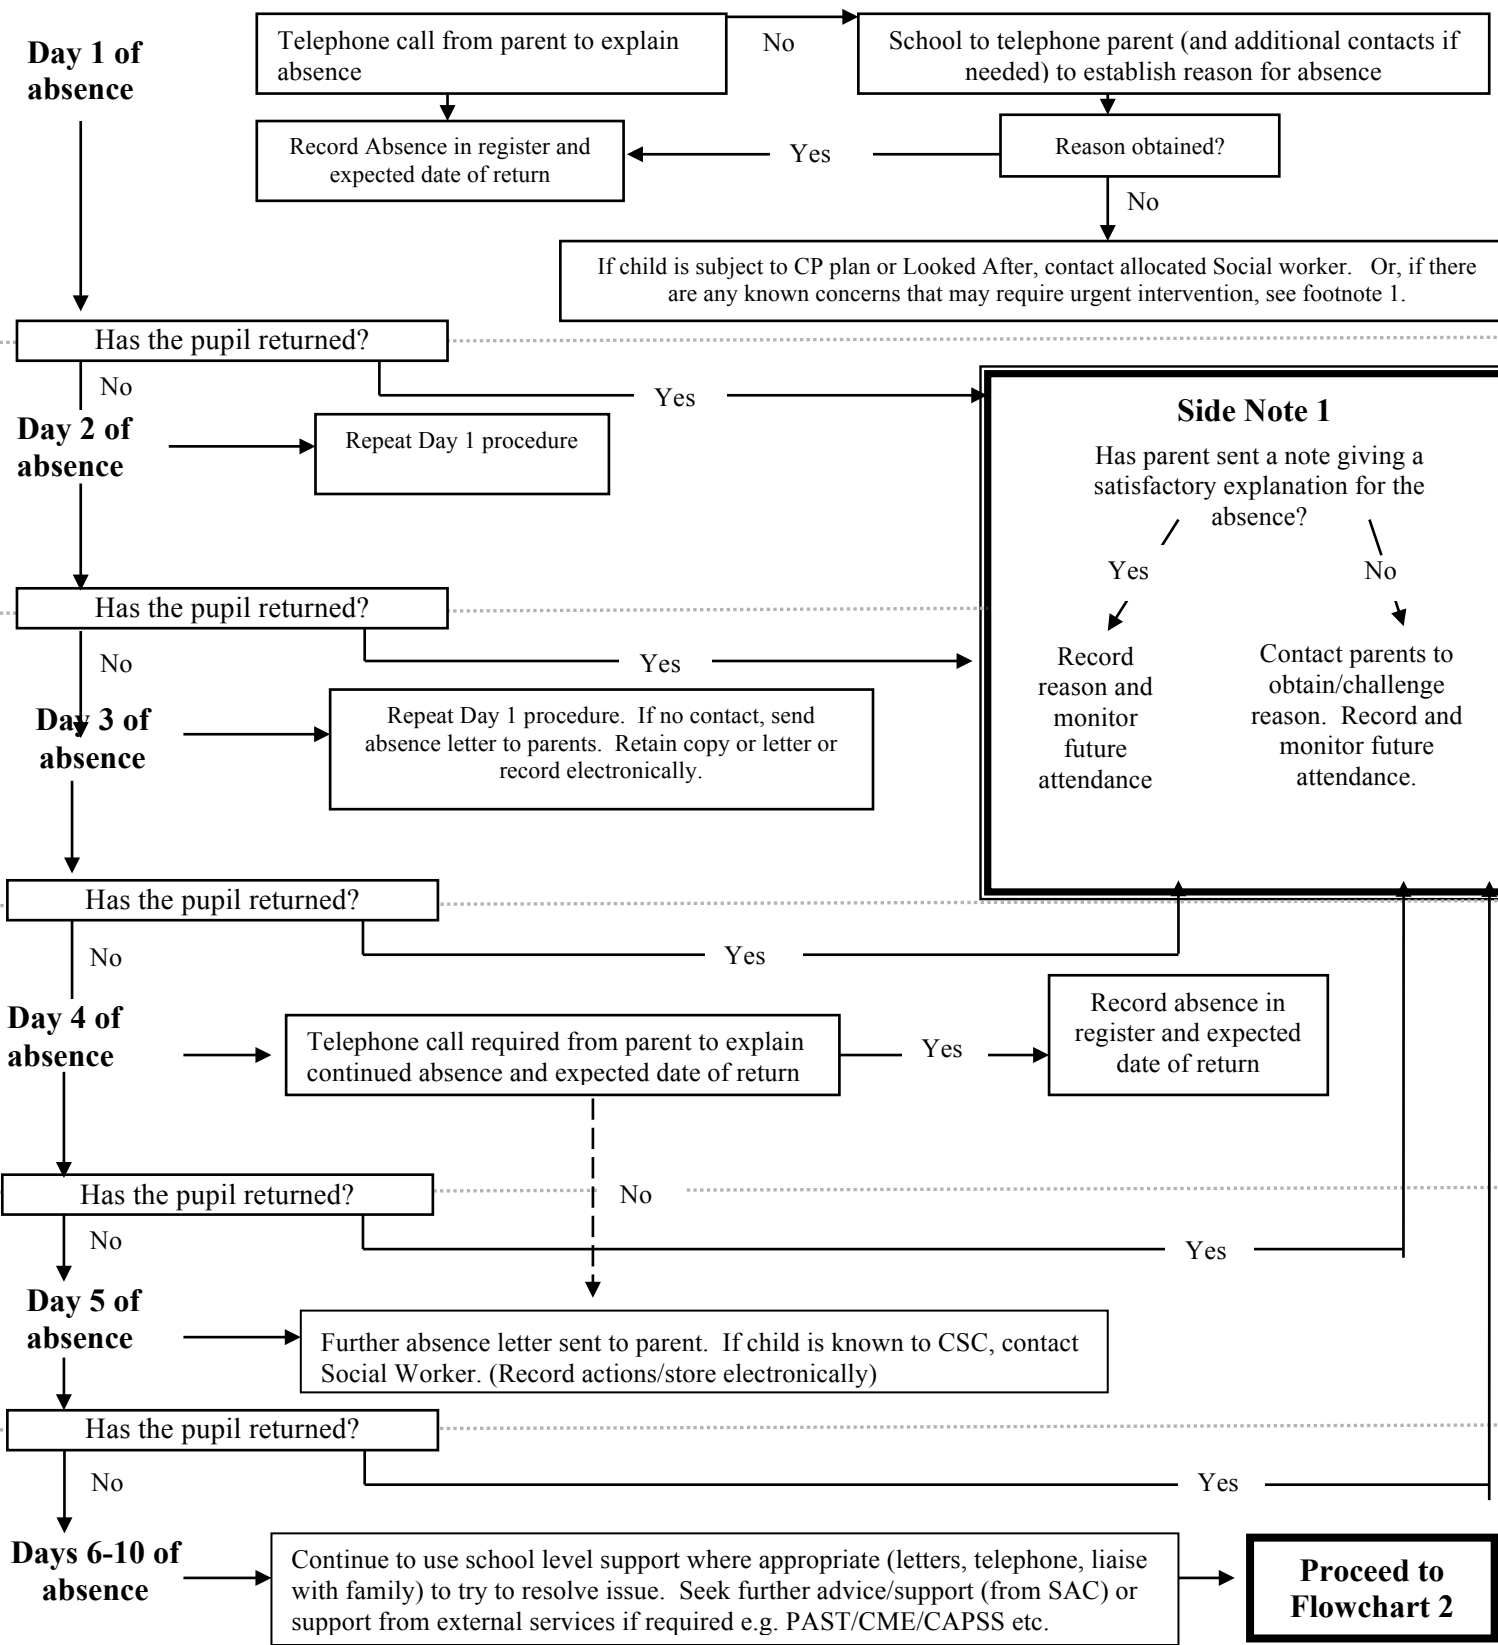 Day 1 of
absence
Telephone call from parent to explain
absence
No
School to telephone parent (and additional contacts if
needed) to establish reason for absence
Record Absence in register and
expected date of return
Yes
Reason obtained?
No
If child is subject to CP plan or Looked After, contact allocated Social worker. Or, if there
are any known concerns that may require urgent intervention, see footnote 1.
Has the pupil returned?
No
Yes
Day 2 of
absence
Repeat Day 1 procedure
Side Note 1
Has parent sent a note giving a
satisfactory explanation for the
absence?
Yes
No
Record
reason and
monitor
future
attendance
Contact parents to
obtain/challenge
reason. Record and
monitor future
attendance.
Has the pupil returned?
No
Yes
Day 3 of
absence
Repeat Day 1 procedure. If no contact, send
absence letter to parents. Retain copy or letter or
record electronically.
Has the pupil returned?
No
Yes
Day 4 of
absence
Telephone call required from parent to explain
continued absence and expected date of return
Yes
Record absence in
register and expected
date of return
Has the pupil returned?
No
No
Yes
Day 5 of
absence
Further absence letter sent to parent. If child is known to CSC, contact
Social Worker. (Record actions/store electronically)
Has the pupil returned?
No
Yes
Days 6-10 of
absence
Continue to use school level support where appropriate (letters, telephone, liaise
with family) to try to resolve issue. Seek further advice/support (from SAC) or
support from external services if required e.g. PAST/CME/CAPSS etc.
Proceed to
Flowchart 2